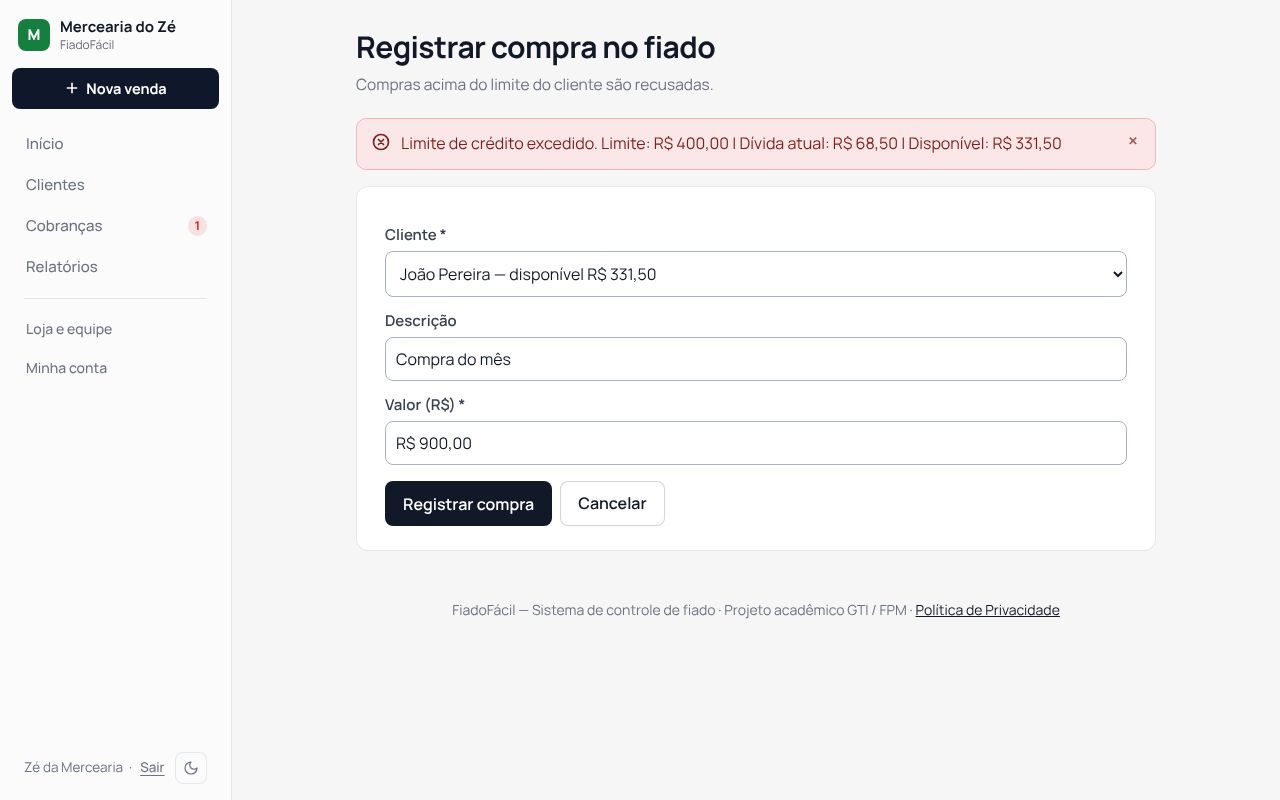 M
Mercearia do Zé
FiadoFácil
+ Nova venda
Início
Clientes
Cobranças 1
Relatórios
Loja e equipe
Minha conta
Zé da Mercearia · Sair
Registrar compra no fiado
Compras acima do limite do cliente são recusadas.
Limite de crédito excedido. Limite: R$ 400,00 | Dívida atual: R$ 68,50 | Disponível: R$ 331,50 ×
Cliente *
João Pereira — disponível R$ 331,50
Descrição
Compra do mês
Valor (R$) *
R$ 900,00
Registrar compra Cancelar
FiadoFácil — Sistema de controle de fiado · Projeto acadêmico GTI / FPM · Política de Privacidade